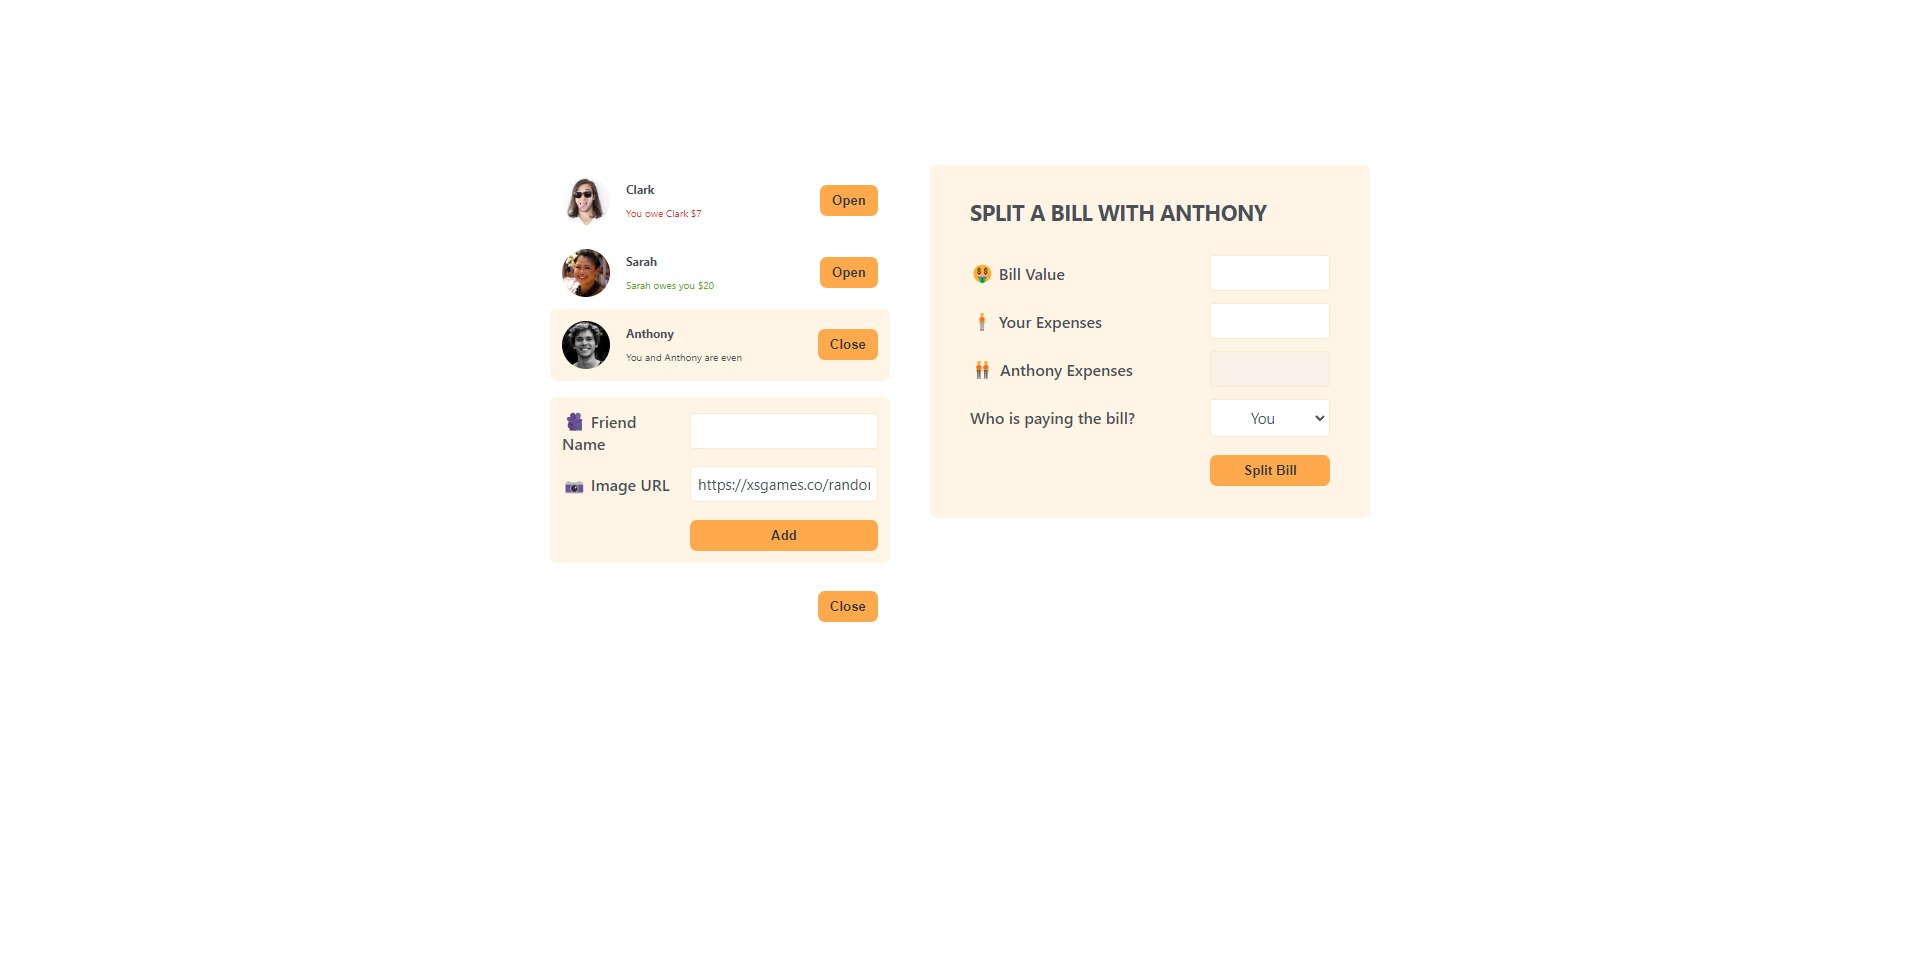 Clark
You owe Clark $7
Open
Sarah
Sarah owes you $20
Open
Anthony
You and Anthony are even
Close
Friend
Name
Image URL
https://xsgames.co/rando
Add
Close
SPLIT A BILL WITH ANTHONY
Bill Value
Your Expenses
Anthony Expenses
Who is paying the bill?
You
Split Bill